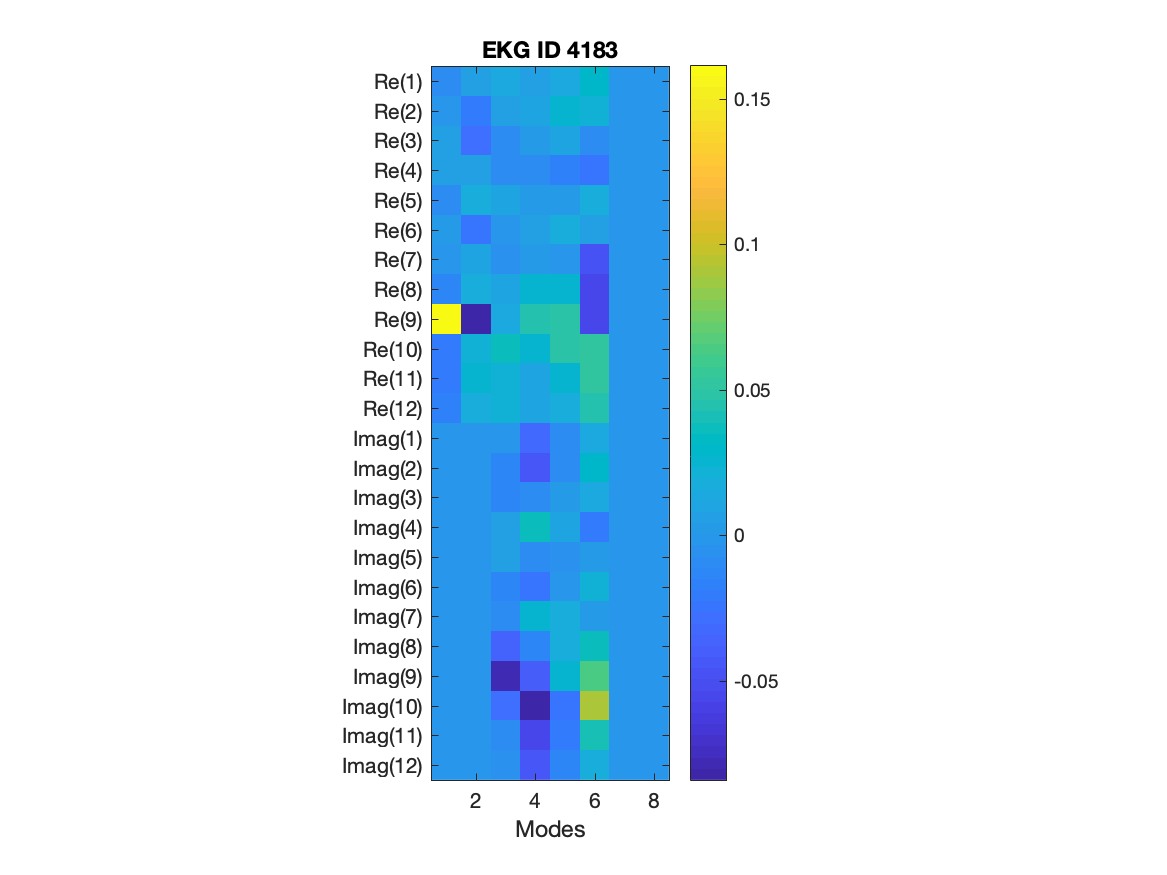 EKG ID 4183
Re(1)
Re(2)
Re(3)
Re(4)
Re(5)
Re(6)
Re(7)
Re(8)
Re(9)
Re(10)
Re(11)
Re(12)
Imag(1)
Imag(2)
Imag(3)
Imag(4)
Imag(5)
Imag(6)
Imag(7)
Imag(8)
Imag(9)
Imag(10)
Imag(11)
Imag(12)
2 4 6 8
Modes
0.15
0.1
0.05
0
-0.05